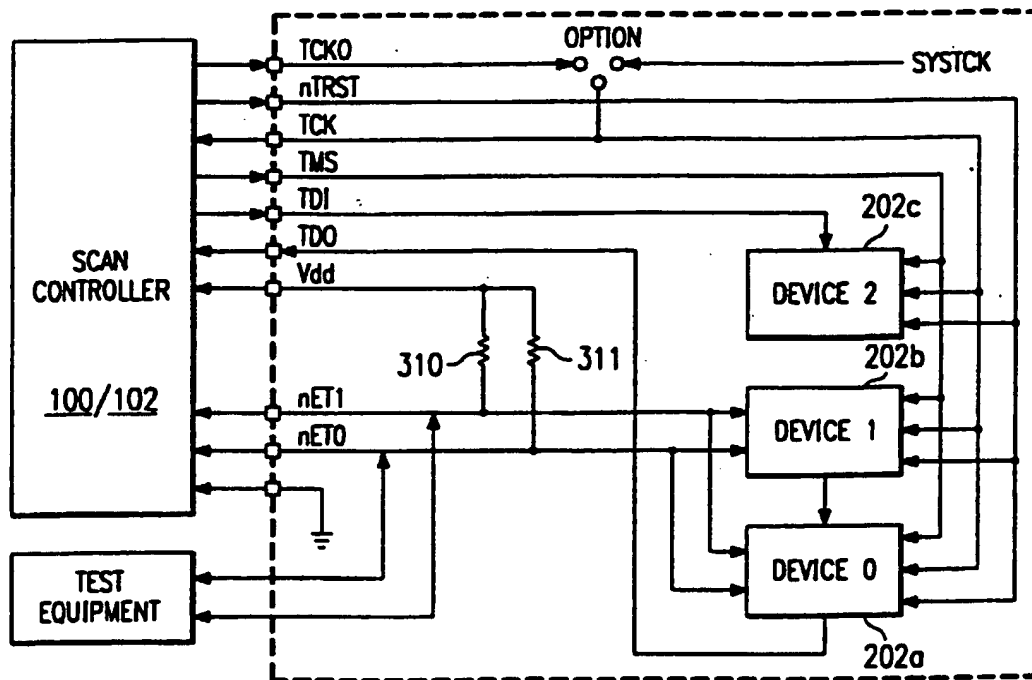 OPTION
TCKO
SYSTCK
nTRST
TCK
TMS
TDI
TDO
Vdd
202c
SCAN
CONTROLLER
100/102
DEVICE 2
310
311
202b
nET1
nET0
DEVICE 1
DEVICE 0
TEST
EQUIPMENT
202a